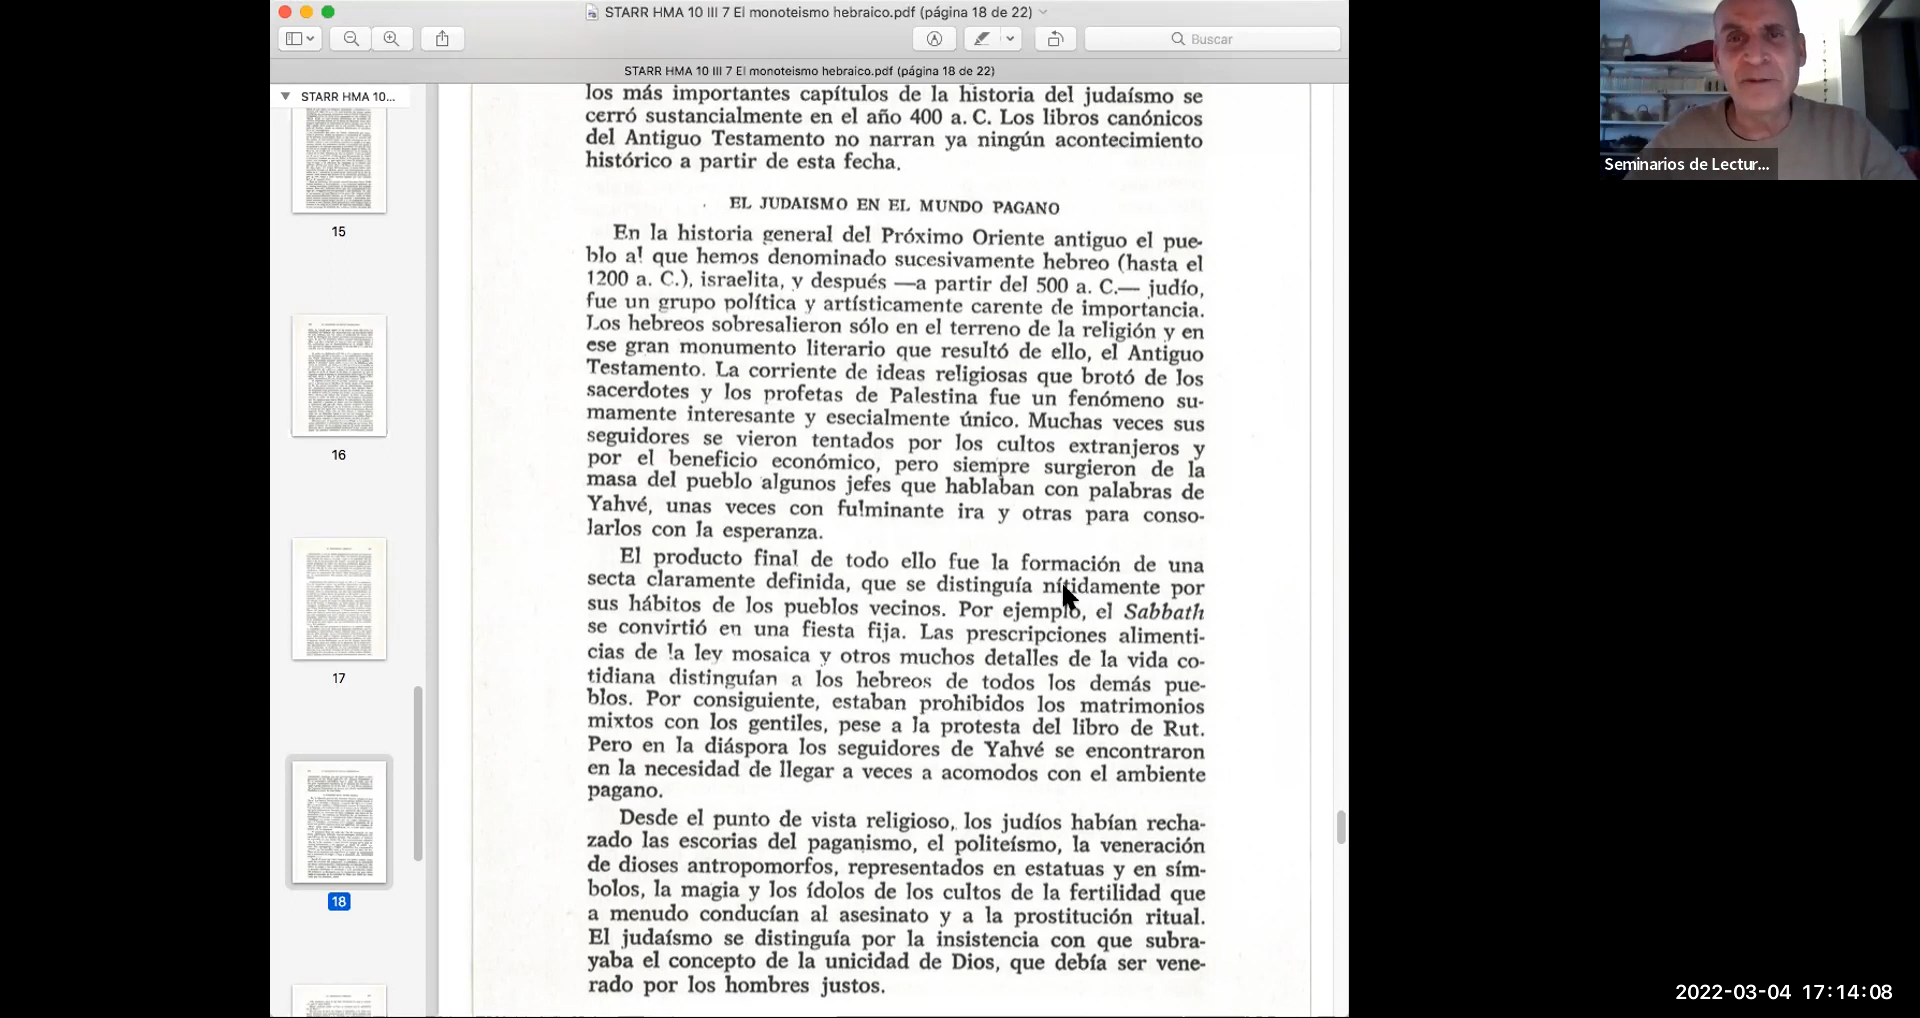 STARR HMA 10 III 7 El monoteismo hebraico.pdf (página 18 de 22)
Buscar
STARR HMA 10 III 7 El monoteismo hebraico.pdf (página 18 de 22)
STARR HMA 10...
15
16
17
18
los más importantes capítulos de la historia del judaísmo se
cerró sustancialmente en el año 400 a. C. Los libros canónicos
del Antiguo Testamento no narran ya ningún acontecimiento
histórico a partir de esta fecha.
EL JUDAISMO EN EL MUNDO PAGANO
En la historia general del Próximo Oriente antiguo el pue-
blo al que hemos denominado sucesivamente hebreo (hasta el
1200 a. C.), israelita, y después —a partir del 500 a. C.— judío,
fue un grupo política y artísticamente carente de importancia.
Los hebreos sobresalieron sólo en el terreno de la religión y en
ese gran monumento literario que resultó de ello, el Antiguo
Testamento. La corriente de ideas religiosas que brotó de los
sacerdotes y los profetas de Palestina fue un fenómeno su-
mamente interesante y esecialmente único. Muchas veces sus
seguidores se vieron tentados por los cultos extranjeros y
por el beneficio económico, pero siempre surgieron de la
masa del pueblo algunos jefes que hablaban con palabras de
Yahvé, unas veces con fulminante ira y otras para conso-
larlos con la esperanza.
El producto final de todo ello fue la formación de una
secta claramente definida, que se distinguía nítidamente por
sus hábitos de los pueblos vecinos. Por ejemplo, el Sabbath
se convirtió en una fiesta fija. Las prescripciones alimenti-
cias de la ley mosaica y otros muchos detalles de la vida co-
tidiana distinguían a los hebreos de todos los demás pue-
blos. Por consiguiente, estaban prohibidos los matrimonios
mixtos con los gentiles, pese a la protesta del libro de Rut.
Pero en la diáspora los seguidores de Yahvé se encontraron
en la necesidad de llegar a veces a acomodos con el ambiente
pagano.
Desde el punto de vista religioso, los judíos habían recha-
zado las escorias del paganismo, el politeísmo, la veneración
de dioses antropomorfos, representados en estatuas y en sím-
bolos, la magia y los ídolos de los cultos de la fertilidad que
a menudo conducían al asesinato y a la prostitución ritual.
El judaísmo se distinguía por la insistencia con que subra-
yaba el concepto de la unicidad de Dios, que debía ser vene-
rado por los hombres justos.
Seminarios de Lectur...
2022-03-04 17:14:08